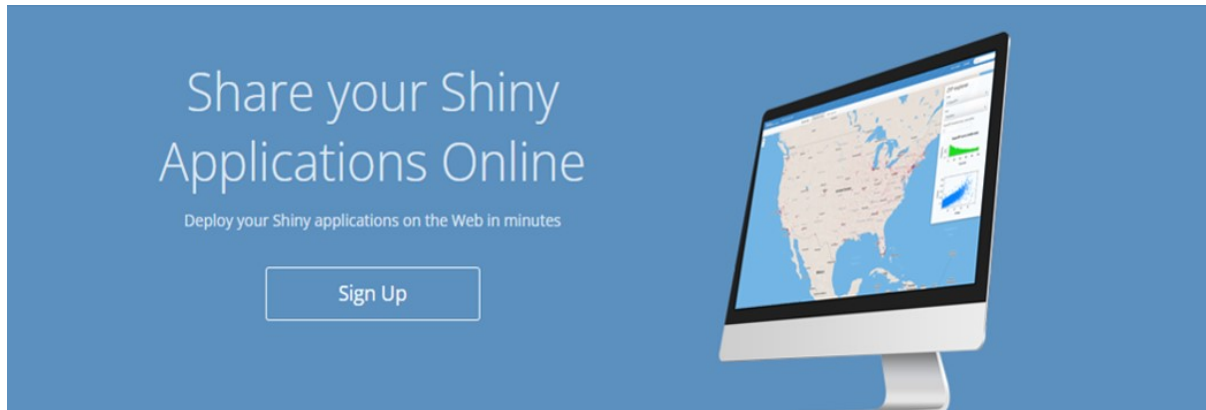 Share your Shiny
Applications Online
Deploy your Shiny applications on the Web in minutes
Sign Up